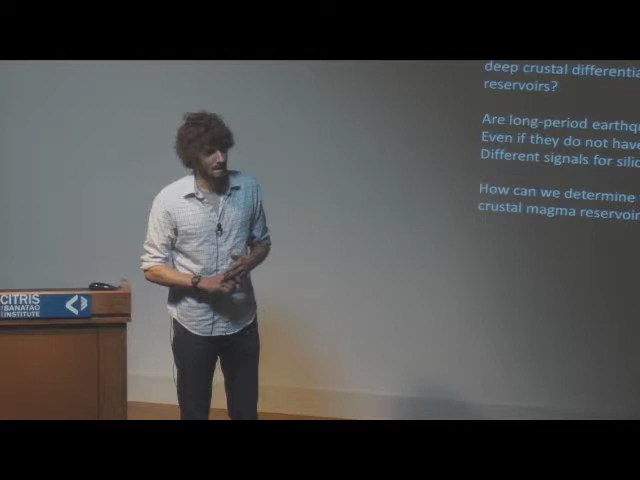 deep crustal differentia
reservoirs?
Are long-period earthqu
Even if they do not have
Different signals for silic
How can we determine
crustal magma reservoir
CITRIS
BANATAO
INSTITUTE